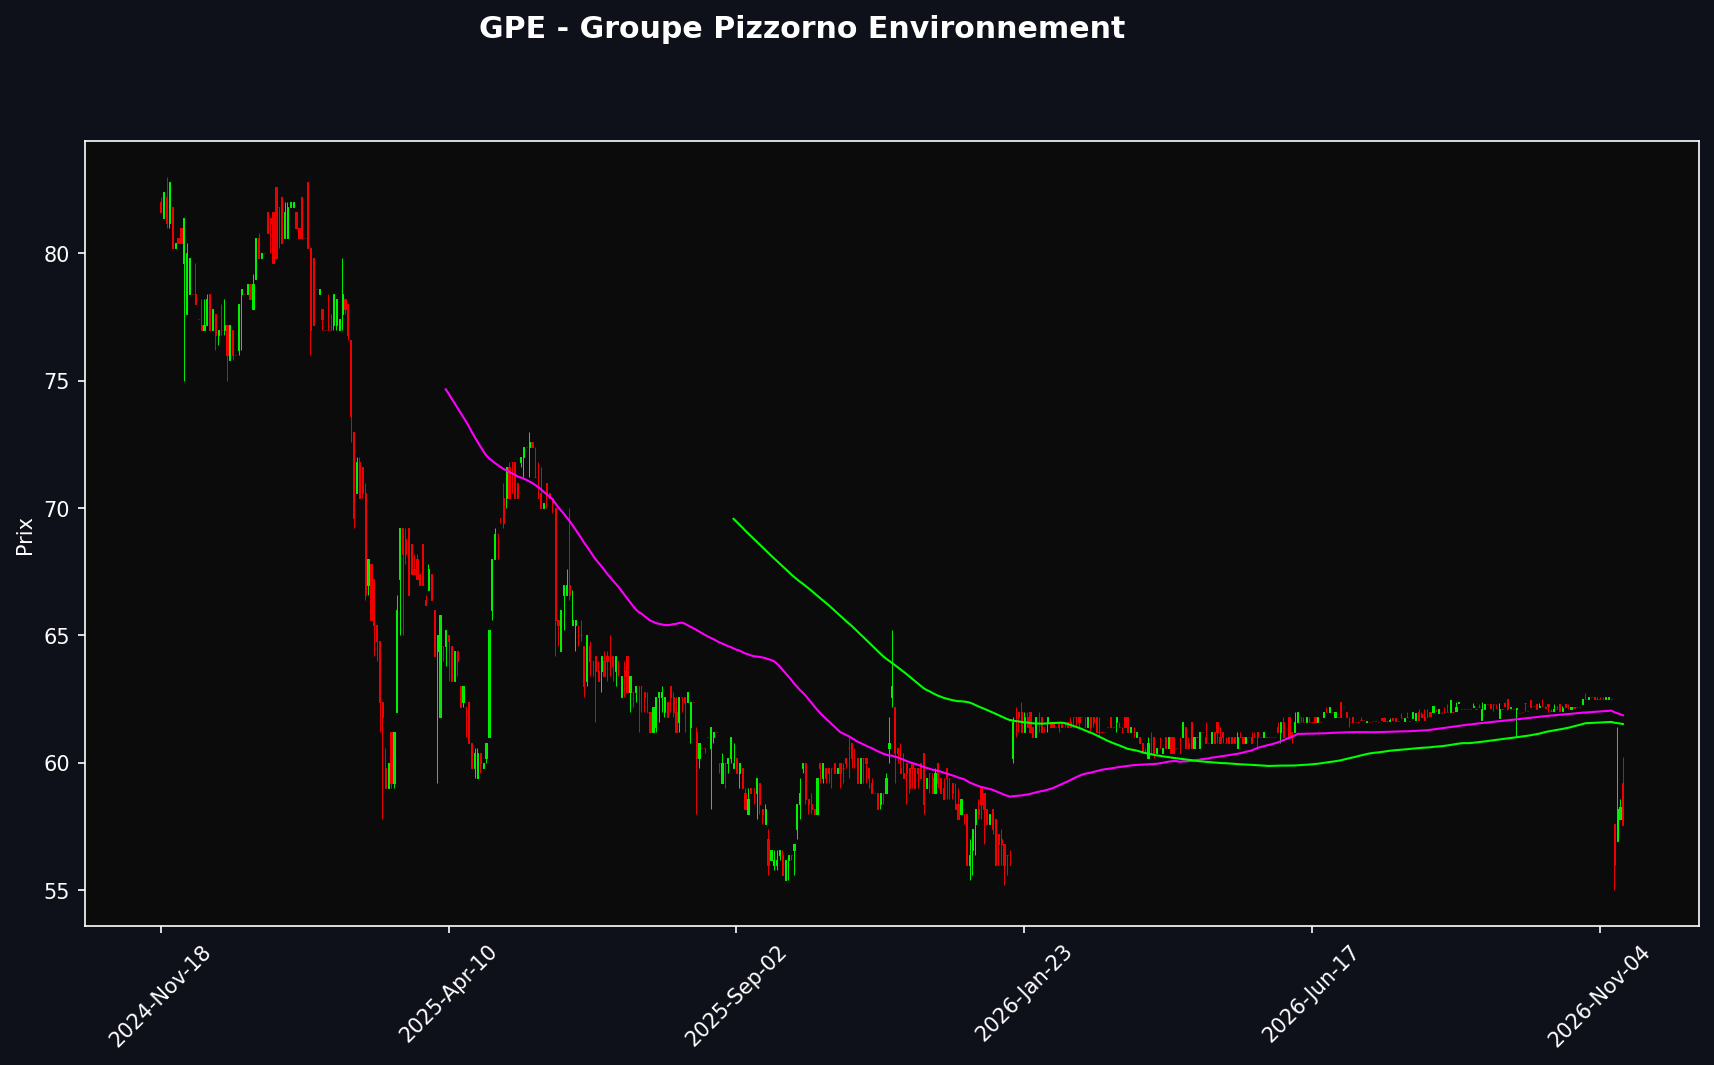 GPE - Groupe Pizzorno Environnement
Prix
80
75
70
65
60
55
2024-Nov-18
2025-Apr-10
2025-Sep-02
2026-Jan-23
2026-Jun-17
2026-Nov-04